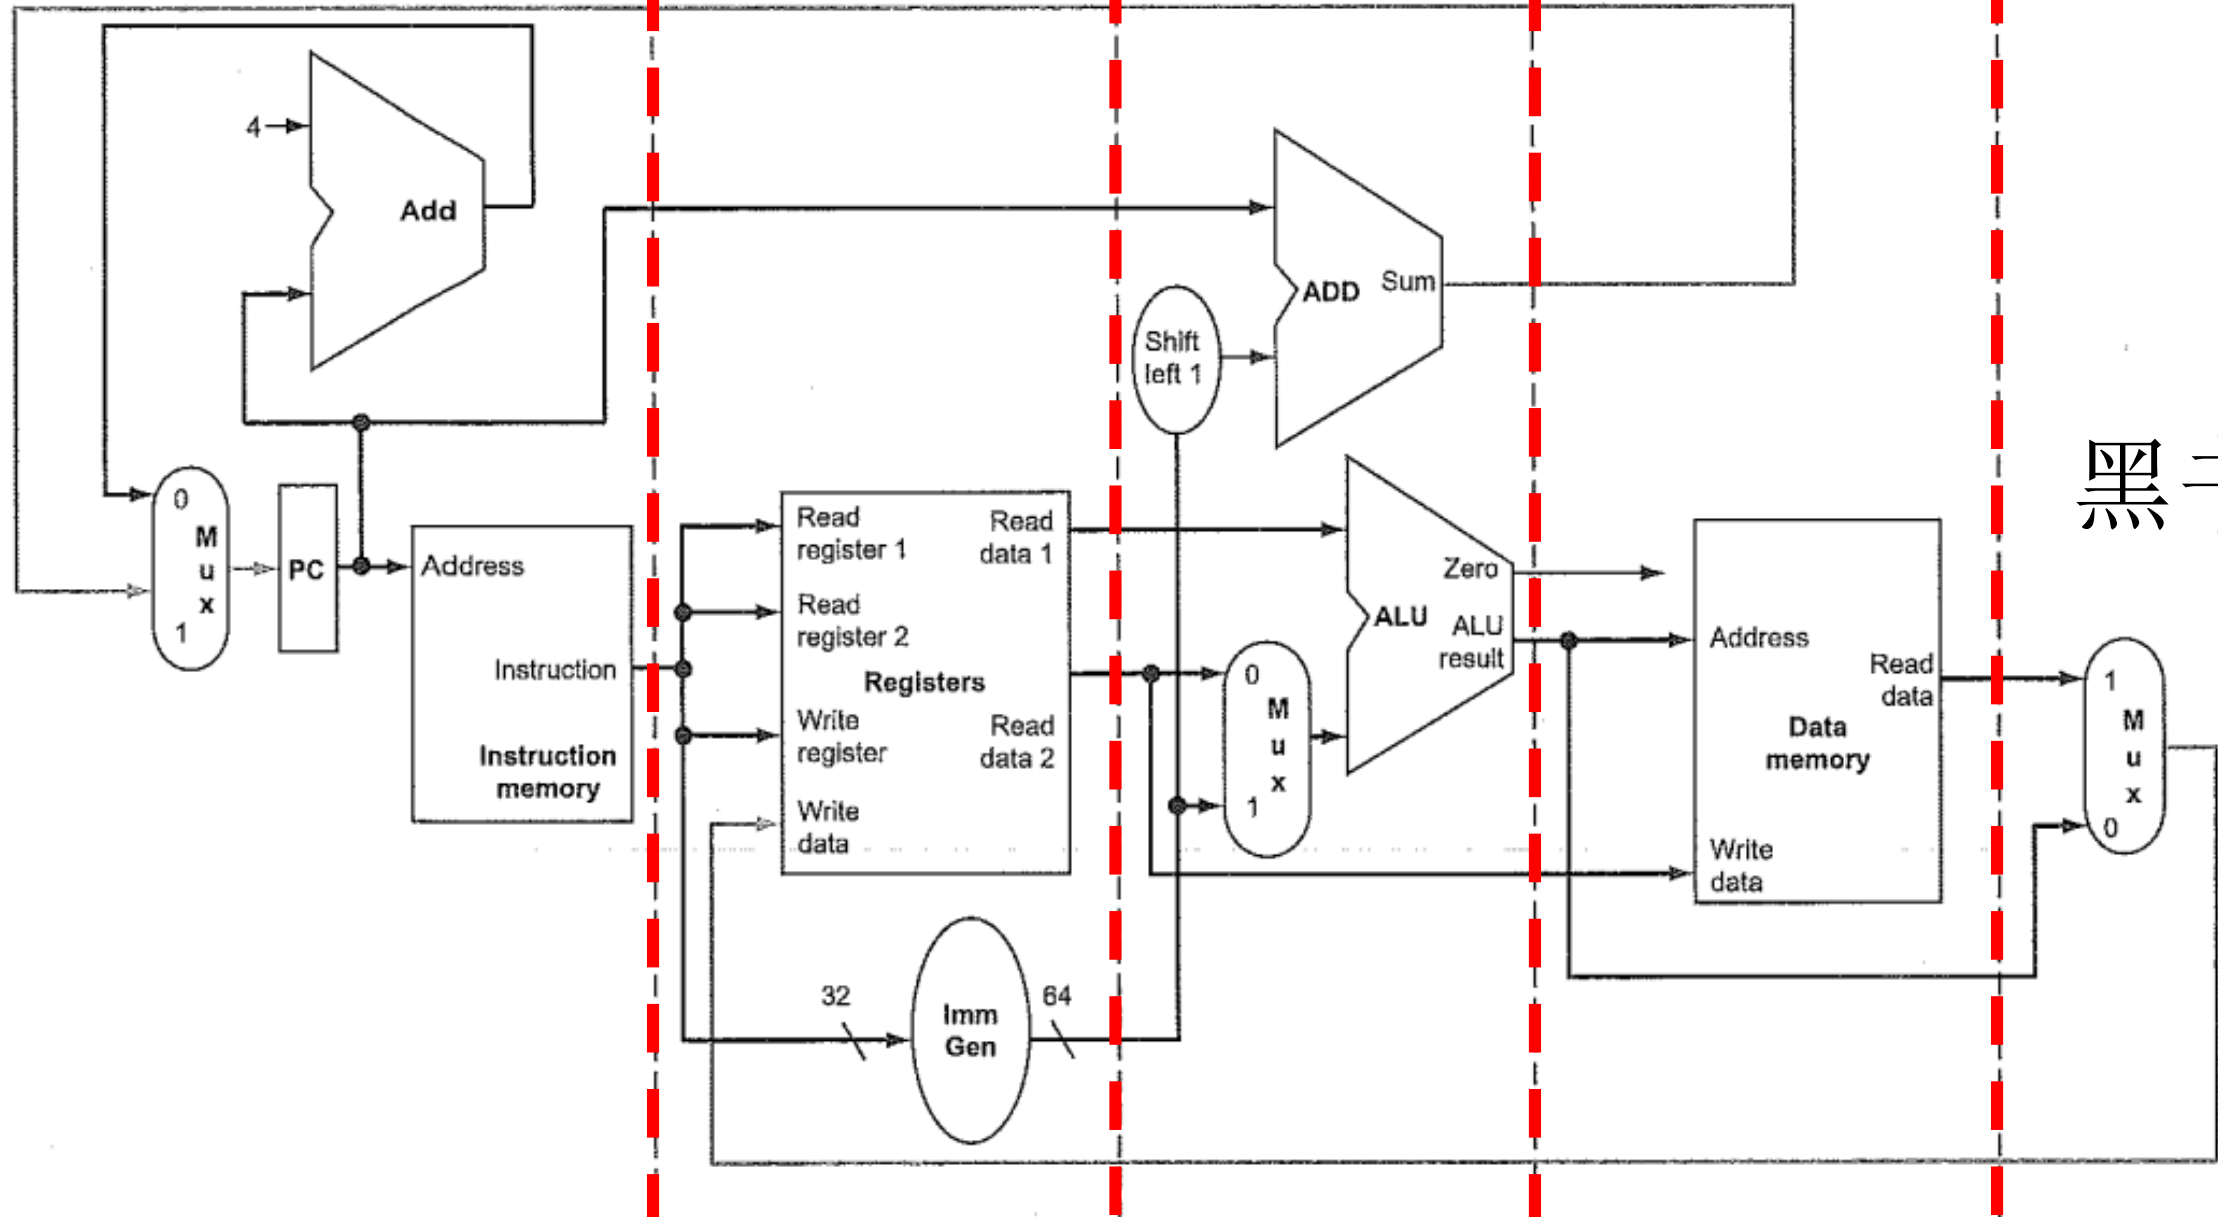 4
Add
0
M
u
x
1
PC
Address
Instruction
Instruction
memory
Read
register 1
Read
register 2
Registers
Write
register
Write
data
Read
data 1
Read
data 2
32
Imm
Gen
64
Shift
left 1
ADD
Sum
0
M
u
x
1
ALU
Zero
ALU
result
Address
Read
data
Data
memory
Write
data
1
M
u
x
0
黑